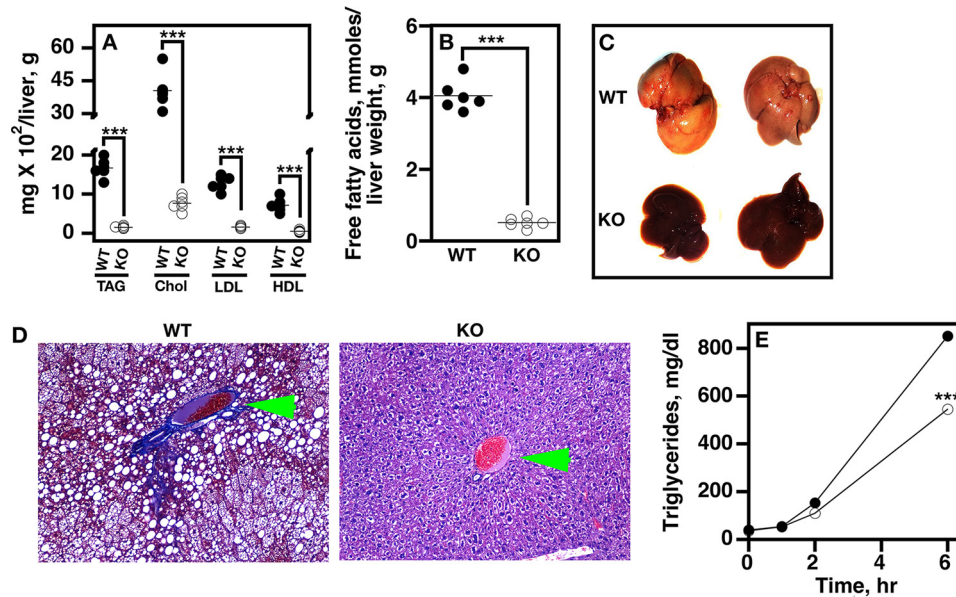 A
mg X 10²/liver, g
60
45
30
20
10
0
***
***
***
***
WT KO WT KO WT KO WT KO
TAG Chol LDL HDL
B
Free fatty acids, mmoles/
liver weight, g
6
4
2
0
***
WT KO
C
WT
KO
D
WT KO
E
Triglycerides, mg/dl
800
600
400
200
0
***
0 2 4 6
Time, hr